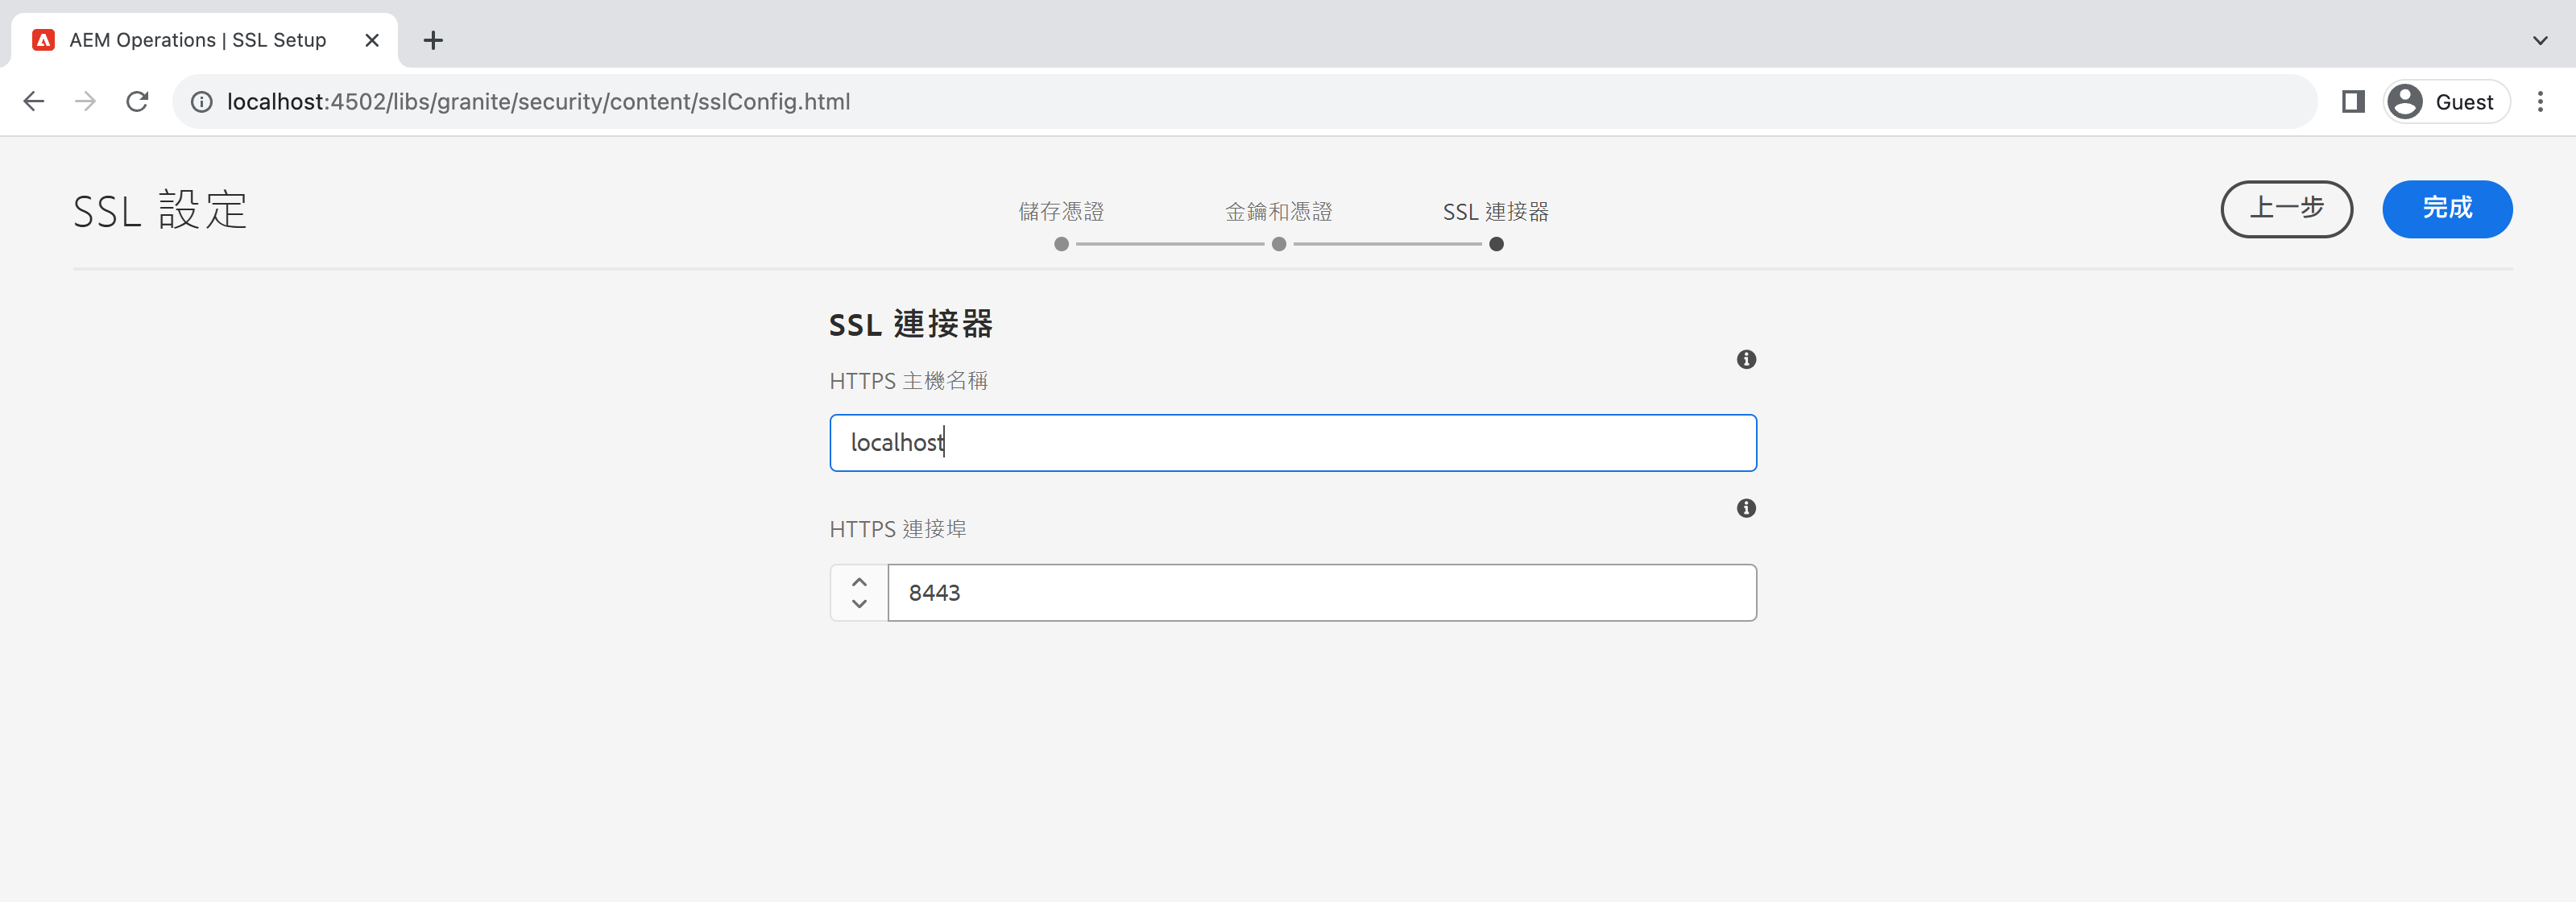 AEM Operations | SSL Setup
localhost:4502/libs/granite/security/content/sslConfig.html
Guest
SSL 設定
儲存憑證
金鑰和憑證
SSL 連接器
上一步
完成
SSL 連接器
HTTPS 主機名稱
localhost
HTTPS 連接埠
8443